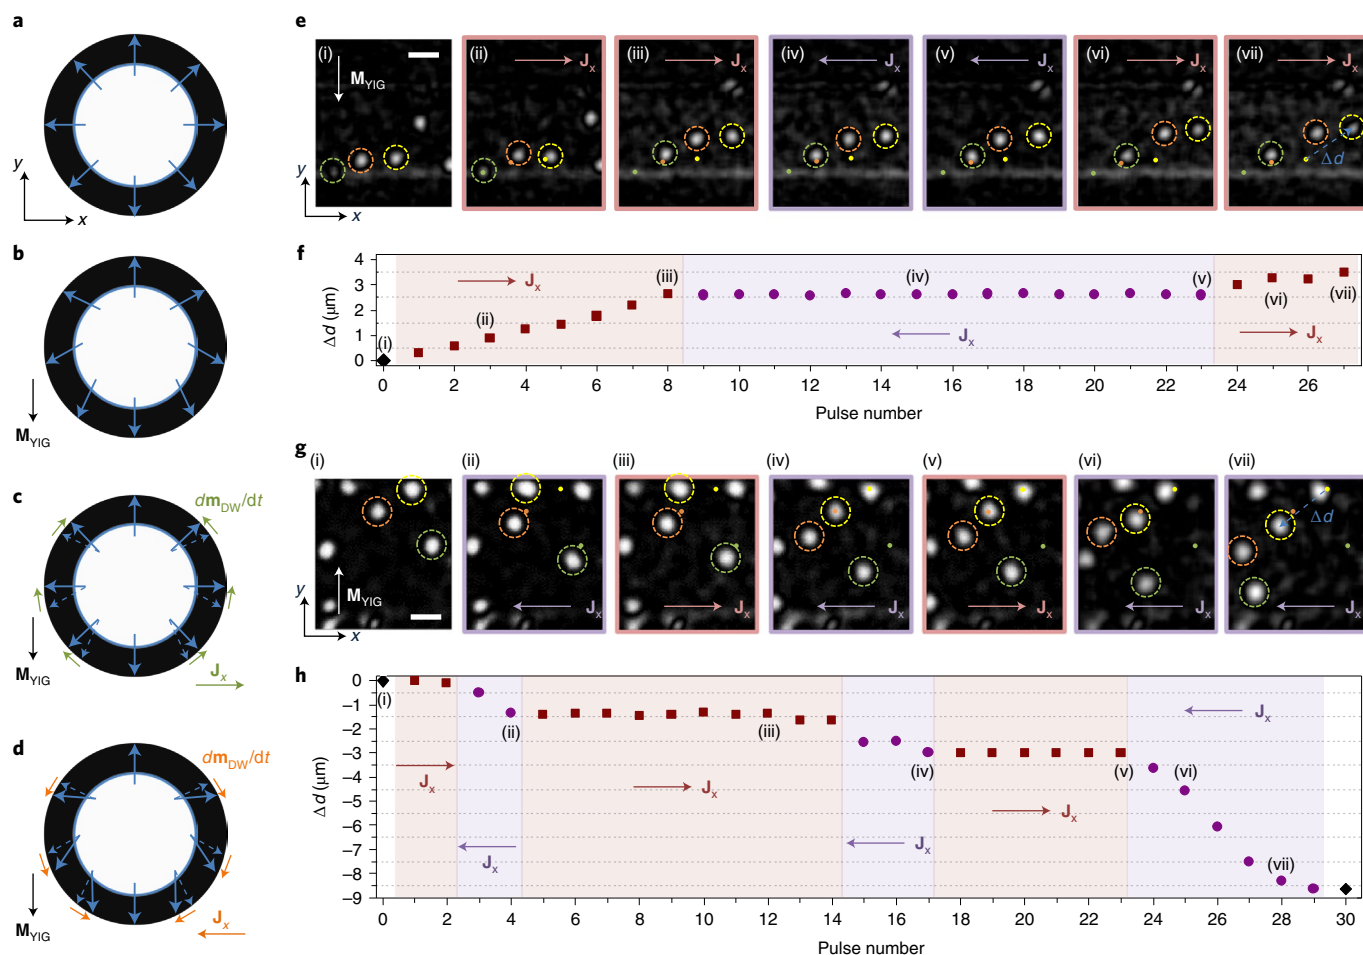 a
y
x
b
M_YIG
c
dm_DW/dt
M_YIG
J_x
d
dm_DW/dt
M_YIG
J_x
e
(i)
M_YIG
y
x
(ii)
J_x
(iii)
J_x
(iv)
J_x
(v)
J_x
(vi)
J_x
(vii)
J_x
Δd
f
4
3
2
1
0
Δd (μm)
(i)
(ii)
(iii)
(iv)
(v)
(vi)
(vii)
J_x
J_x
J_x
0 2 4 6 8 10 12 14 16 18 20 22 24 26
Pulse number
g
(i) (ii) (iii) (iv) (v) (vi) (vii)
M_YIG
y
x
J_x
J_x
J_x
J_x
J_x
Δd
J_x
h
0
–1
–2
–3
–4
–5
–6
–7
–8
–9
Δd (μm)
(i)
(ii)
(iii)
(iv)
(v)
(vi)
(vii)
J_x
J_x
J_x
J_x
J_x
J_x
0 2 4 6 8 10 12 14 16 18 20 22 24 26 28 30
Pulse number